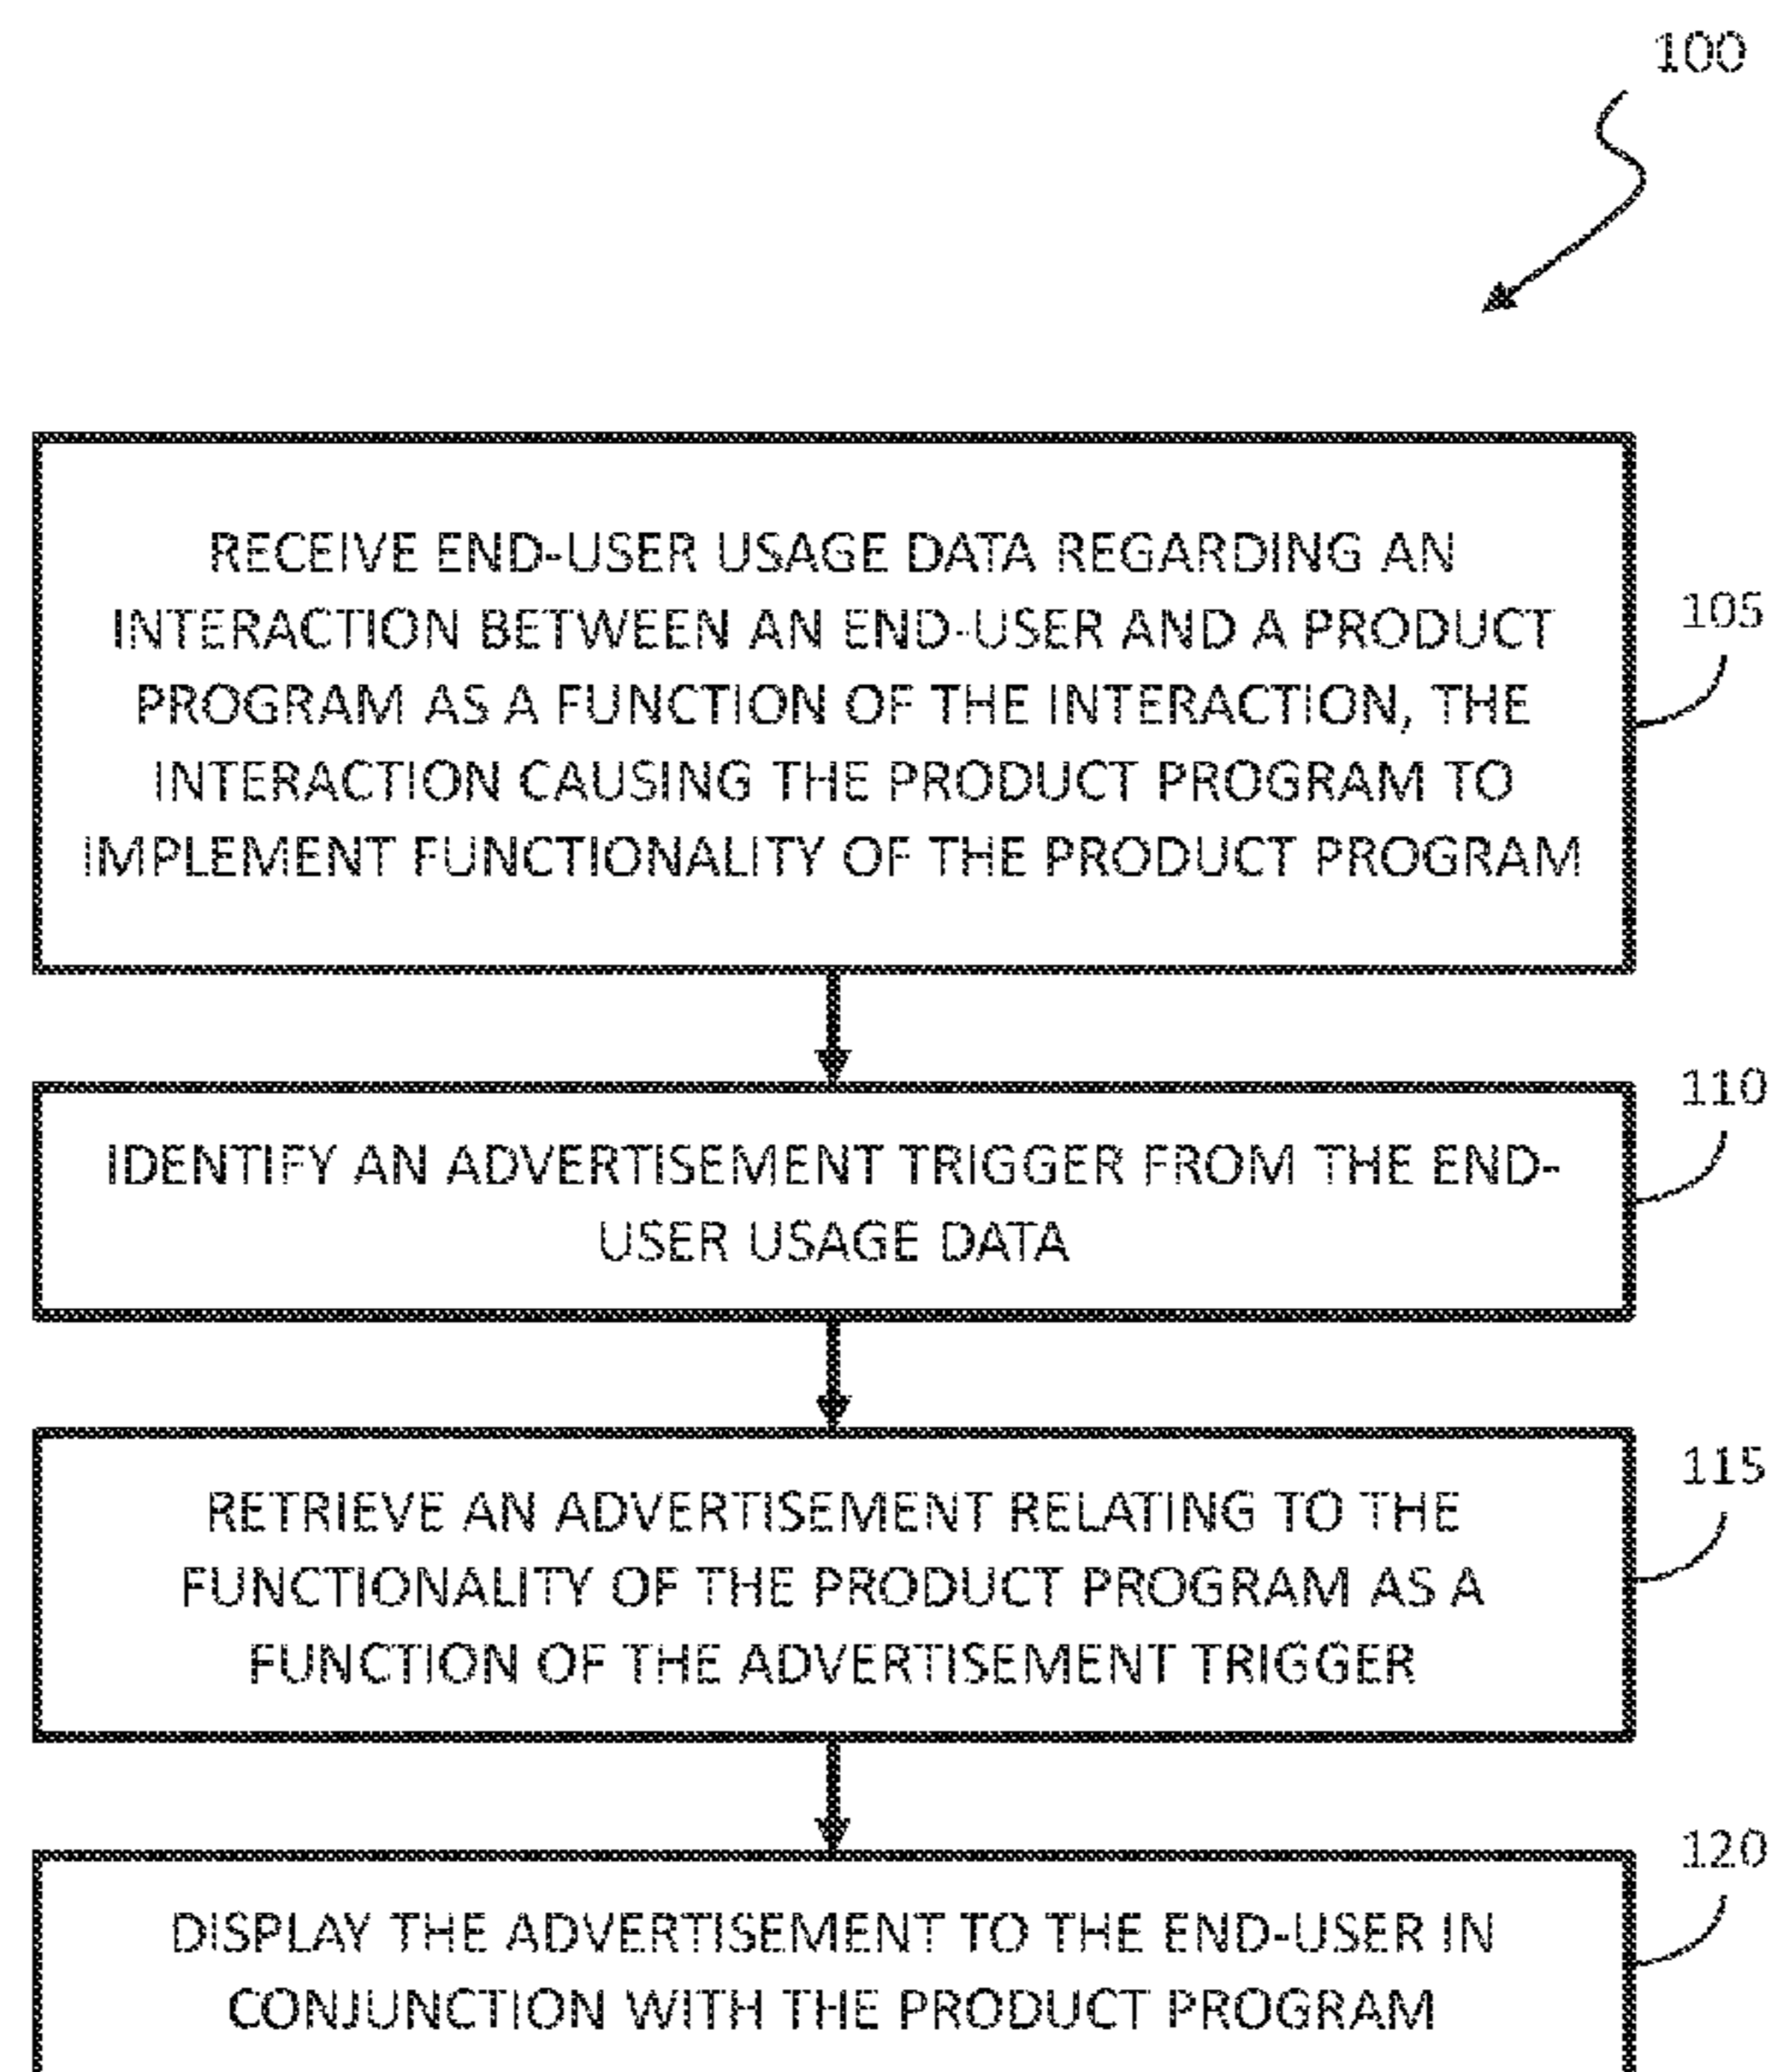 100
RECEIVE END-USER USAGE DATA REGARDING AN
INTERACTION BETWEEN AN END-USER AND A PRODUCT
PROGRAM AS A FUNCTION OF THE INTERACTION, THE
INTERACTION CAUSING THE PRODUCT PROGRAM TO
IMPLEMENT FUNCTIONALITY OF THE PRODUCT PROGRAM
105
IDENTIFY AN ADVERTISEMENT TRIGGER FROM THE END-
USER USAGE DATA
110
RETRIEVE AN ADVERTISEMENT RELATING TO THE
FUNCTIONALITY OF THE PRODUCT PROGRAM AS A
FUNCTION OF THE ADVERTISEMENT TRIGGER
115
DISPLAY THE ADVERTISEMENT TO THE END-USER IN
CONJUNCTION WITH THE PRODUCT PROGRAM
120